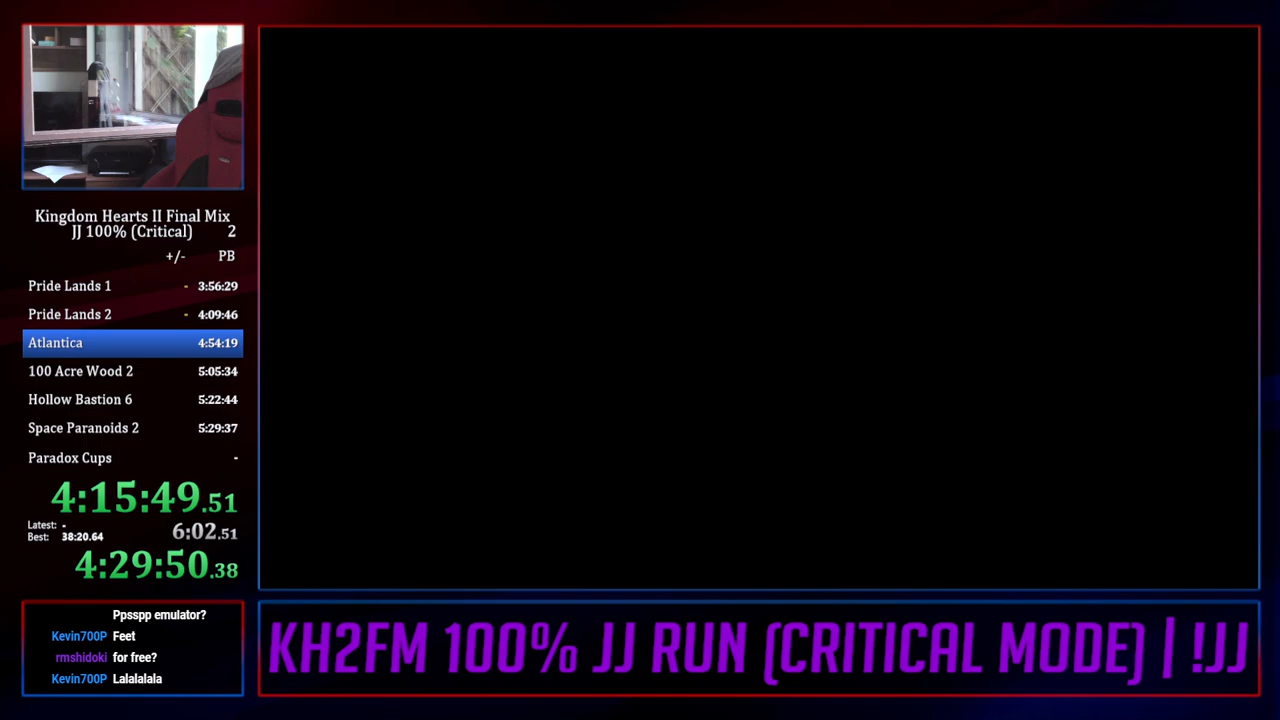 Kingdom Hearts II Final Mix
JJ 100% (Critical) 2
+/- PB
Pride Lands 1 - 3:56:29
Pride Lands 2 - 4:09:46
Atlantica 4:54:19
100 Acre Wood 2 5:05:34
Hollow Bastion 6 5:22:44
Space Paranoids 2 5:29:37
Paradox Cups -
4:15:49.51
Latest: -
Best: 38:20.64 6:02.51
4:29:50.38
Ppsspp emulator?
Kevin700P Feet
rmshidoki for free?
Kevin700P Lalalalala
KH2FM 100% JJ RUN (CRITICAL MODE) | !JJ